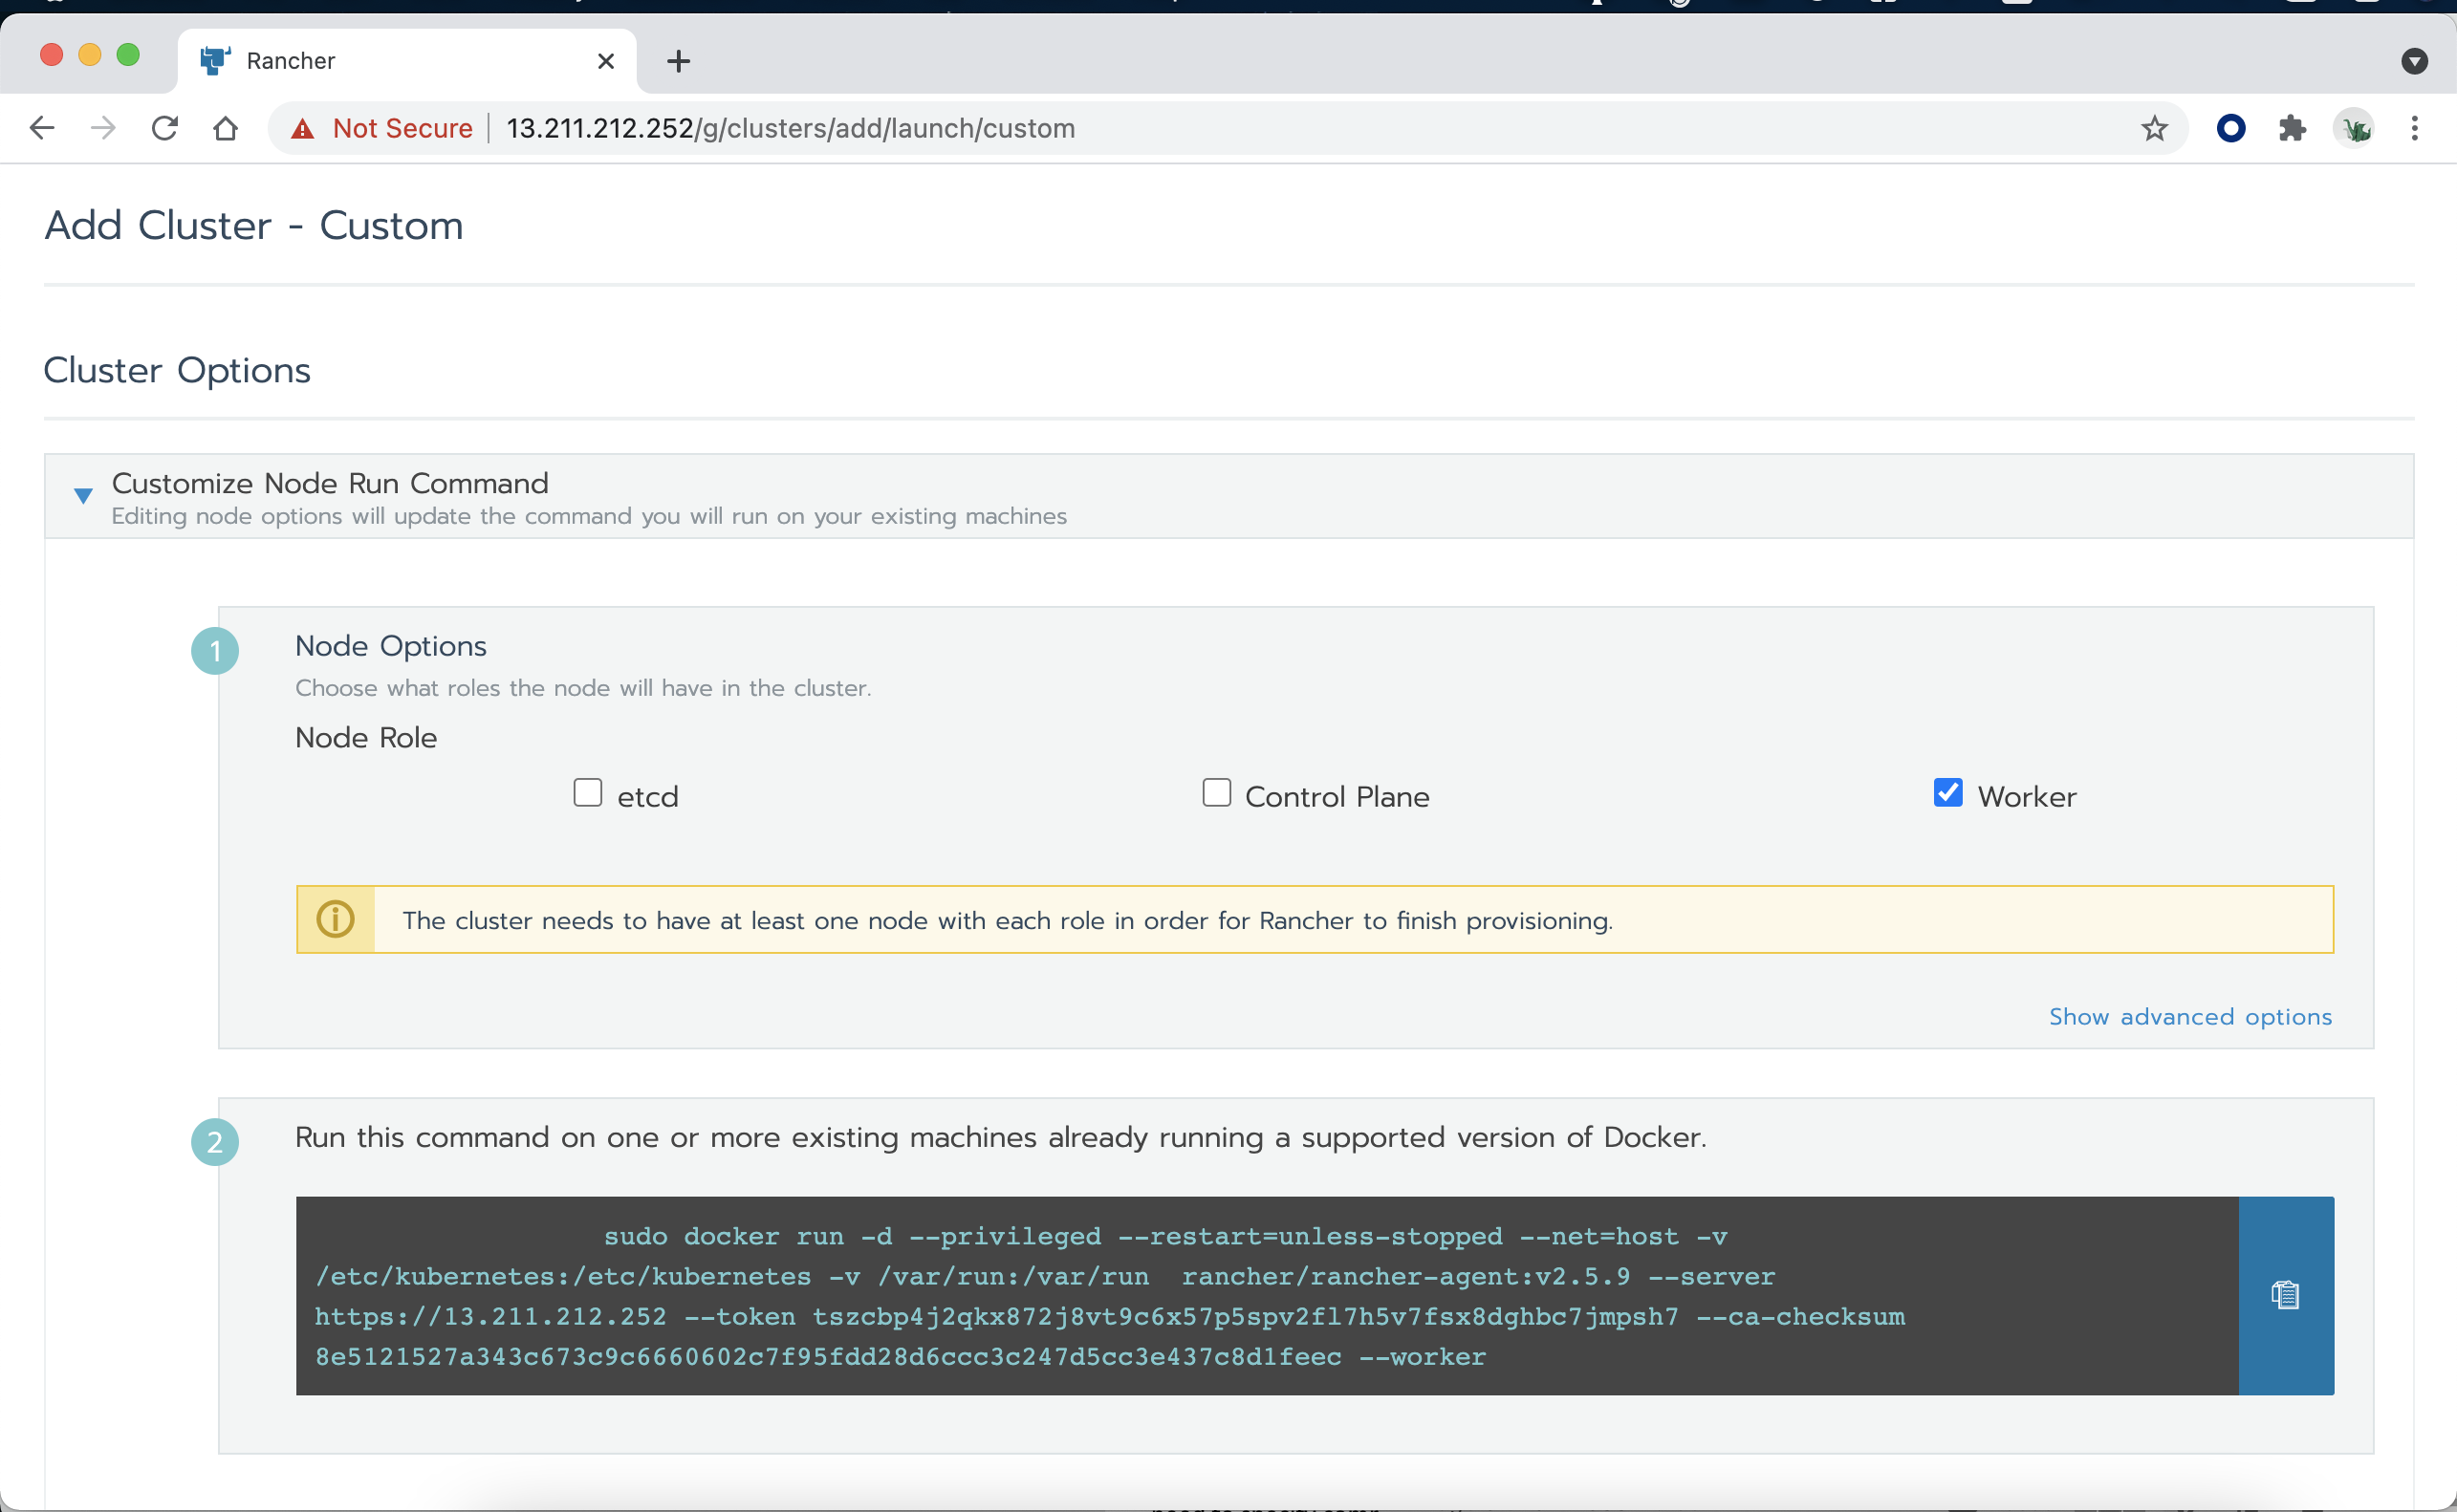 Rancher
Not Secure
13.211.212.252/g/clusters/add/launch/custom
Add Cluster - Custom
Cluster Options
Customize Node Run Command
Editing node options will update the command you will run on your existing machines
1
Node Options
Choose what roles the node will have in the cluster.
Node Role
etcd
Control Plane
Worker
The cluster needs to have at least one node with each role in order for Rancher to finish provisioning.
Show advanced options
2
Run this command on one or more existing machines already running a supported version of Docker.
sudo docker run -d --privileged --restart=unless-stopped --net=host -v
/etc/kubernetes:/etc/kubernetes -v /var/run:/var/run  rancher/rancher-agent:v2.5.9 --server
https://13.211.212.252 --token tszcbp4j2qkx872j8vt9c6x57p5spv2fl7h5v7fsx8dghbc7jmpsh7 --ca-checksum
8e5121527a343c673c9c6660602c7f95fdd28d6ccc3c247d5cc3e437c8d1feec --worker